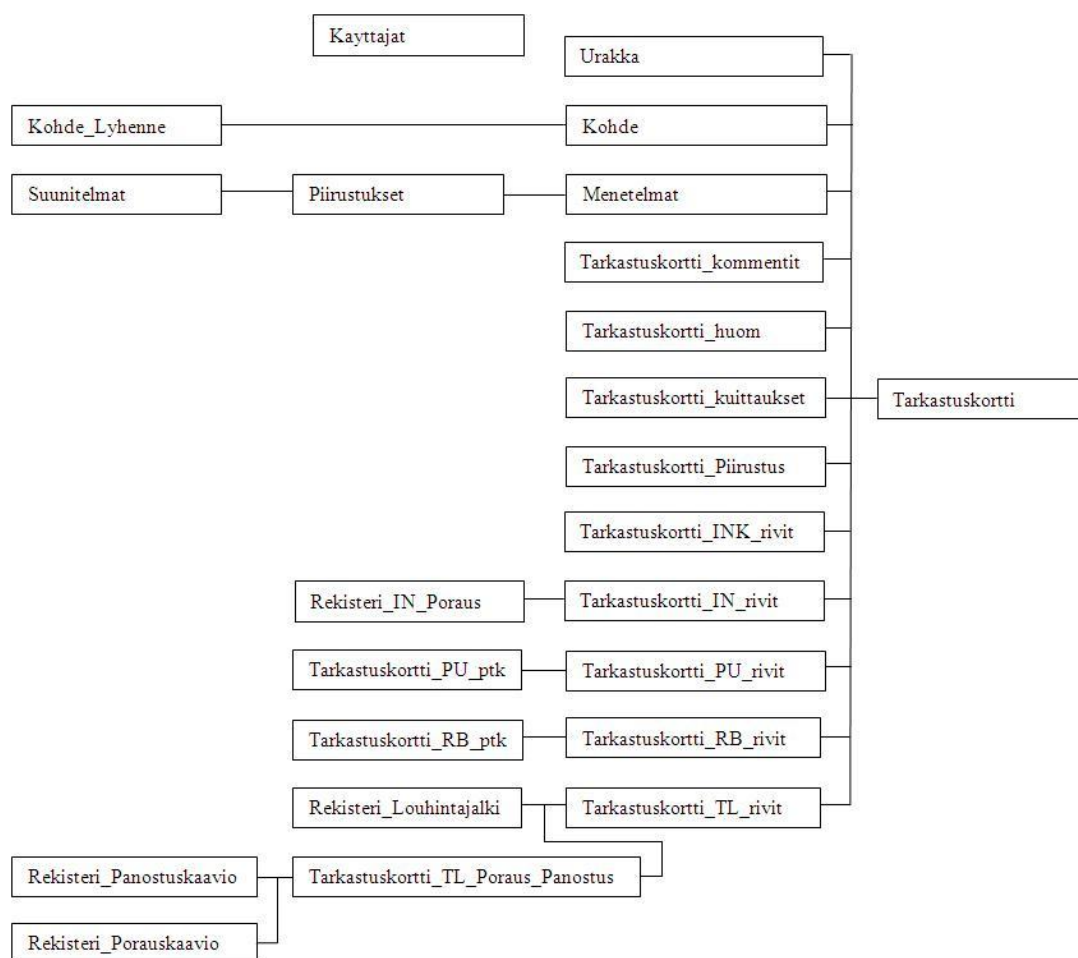 Kayttajat
Urakka
Kohde_Lyhenne
Kohde
Suunitelmat
Piirustukset
Menetelmat
Tarkastuskortti_kommentit
Tarkastuskortti_huom
Tarkastuskortti_kuittaukset
Tarkastuskortti
Tarkastuskortti_Piirustus
Tarkastuskortti_INK_rivit
Rekisteri_IN_Poraus
Tarkastuskortti_IN_rivit
Tarkastuskortti_PU_ptk
Tarkastuskortti_PU_rivit
Tarkastuskortti_RB_ptk
Tarkastuskortti_RB_rivit
Rekisteri_Louhintajalki
Tarkastuskortti_TL_rivit
Rekisteri_Panostuskaavio
Tarkastuskortti_TL_Poraus_Panostus
Rekisteri_Porauskaavio